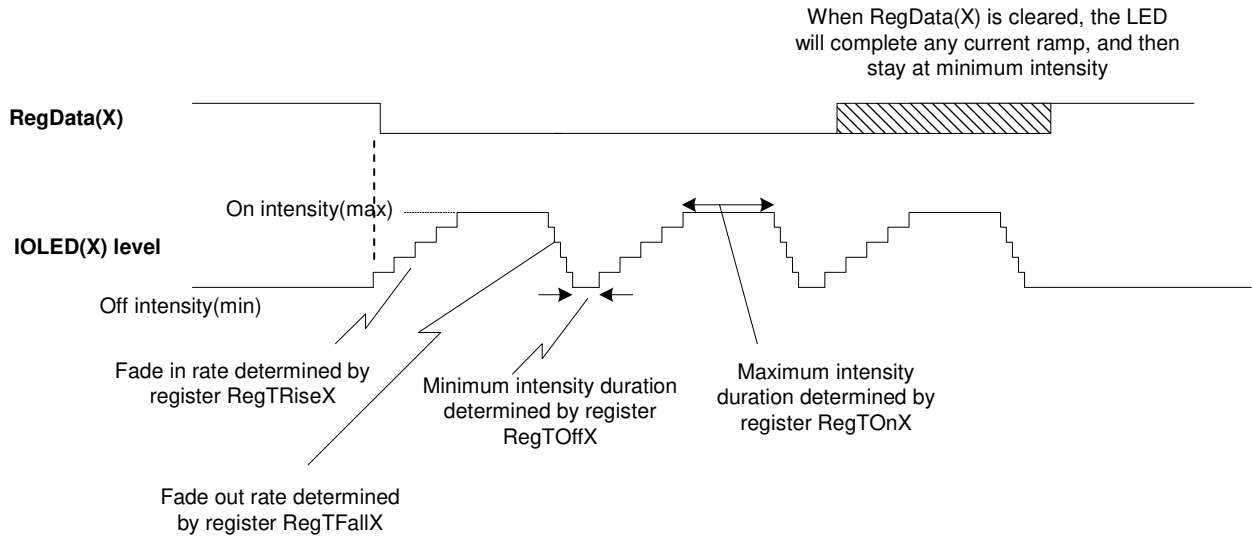 When RegData(X) is cleared, the LED
will complete any current ramp, and then
stay at minimum intensity
RegData(X)
On intensity(max)
IOLED(X) level
Off intensity(min)
Fade in rate determined by
register RegTRiseX
Minimum intensity duration
determined by register
RegTOffX
Maximum intensity
duration determined by
register RegTOnX
Fade out rate determined
by register RegTFallX